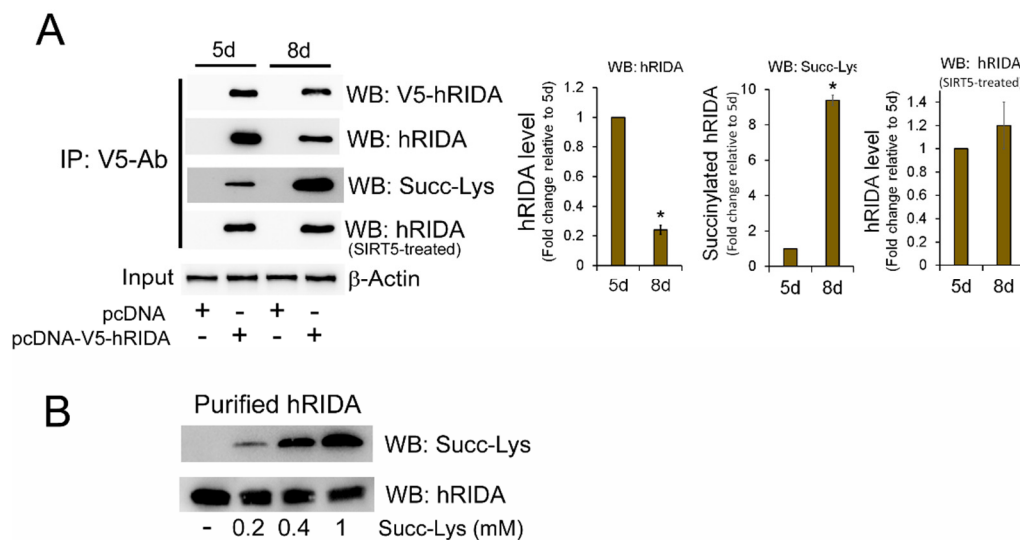 A
5d 8d
IP: V5-Ab
WB: V5-hRIDA
WB: hRIDA
WB: Succ-Lys
WB: hRIDA
(SIRT5-treated)
Input
β-Actin
pcDNA + - + -
pcDNA-V5-hRIDA - + - +
WB: hRIDA
hRIDA level
(Fold change relative to 5d)
1.2
1
0.8
0.6
0.4
0.2
0
*
5d 8d
WB: Succ-Lys
Succinylated hRIDA
(Fold change relative to 5d)
10
8
6
4
2
0
*
5d 8d
WB: hRIDA
(SIRT5-treated)
hRIDA level
(Fold change relative to 5d)
1.4
1.2
1
0.8
0.6
0.4
0.2
0
5d 8d
B
Purified hRIDA
WB: Succ-Lys
WB: hRIDA
- 0.2 0.4 1 Succ-Lys (mM)